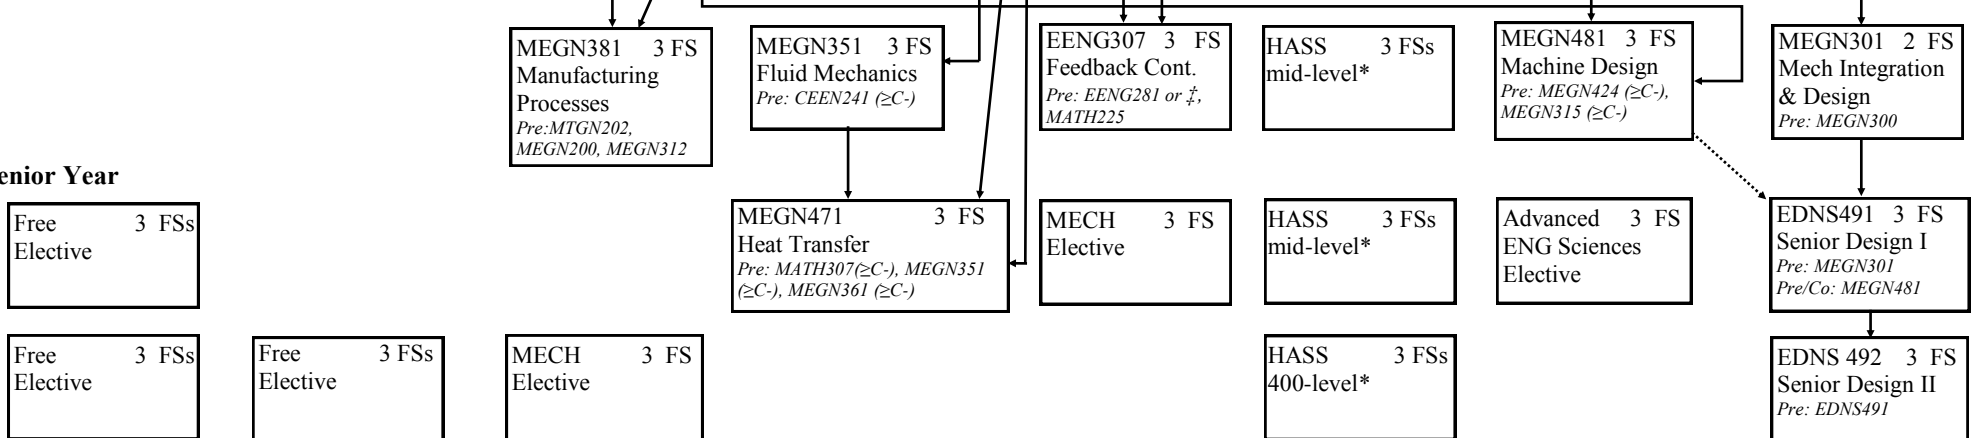 MEGN381 3 FS
Manufacturing
Processes
Pre:MTGN202,
MEGN200, MEGN312
MEGN351 3 FS
Fluid Mechanics
Pre: CEEN241 (≥C-)
EENG307 3 FS
Feedback Cont.
Pre: EENG281 or ‡,
MATH225
HASS 3 FSs
mid-level*
MEGN481 3 FS
Machine Design
Pre: MEGN424 (≥C-),
MEGN315 (≥C-)
MEGN301 2 FS
Mech Integration
& Design
Pre: MEGN300
enior Year
Free 3 FSs
Elective
MEGN471 3 FS
Heat Transfer
Pre: MATH307(≥C-), MEGN351
(≥C-), MEGN361 (≥C-)
MECH 3 FS
Elective
HASS 3 FSs
mid-level*
Advanced 3 FS
ENG Sciences
Elective
EDNS491 3 FS
Senior Design I
Pre: MEGN301
Pre/Co: MEGN481
Free 3 FSs
Elective
Free 3 FSs
Elective
MECH 3 FS
Elective
HASS 3 FSs
400-level*
EDNS 492 3 FS
Senior Design II
Pre: EDNS491